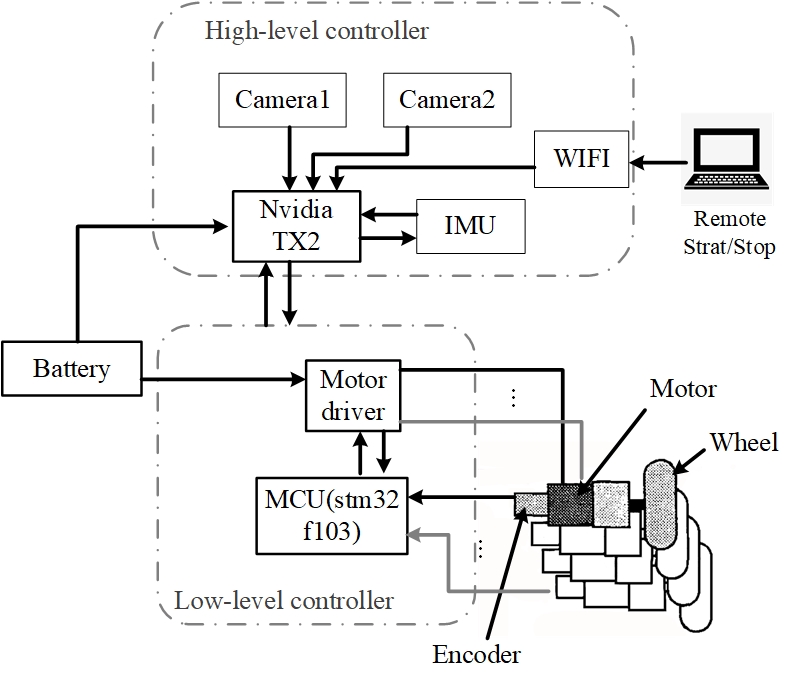 High-level controller
Camera1
Camera2
WIFI
Nvidia
TX2
IMU
Remote
Strat/Stop
Battery
Motor
driver
Motor
Wheel
MCU(stm32
f103)
Low-level controller
Encoder